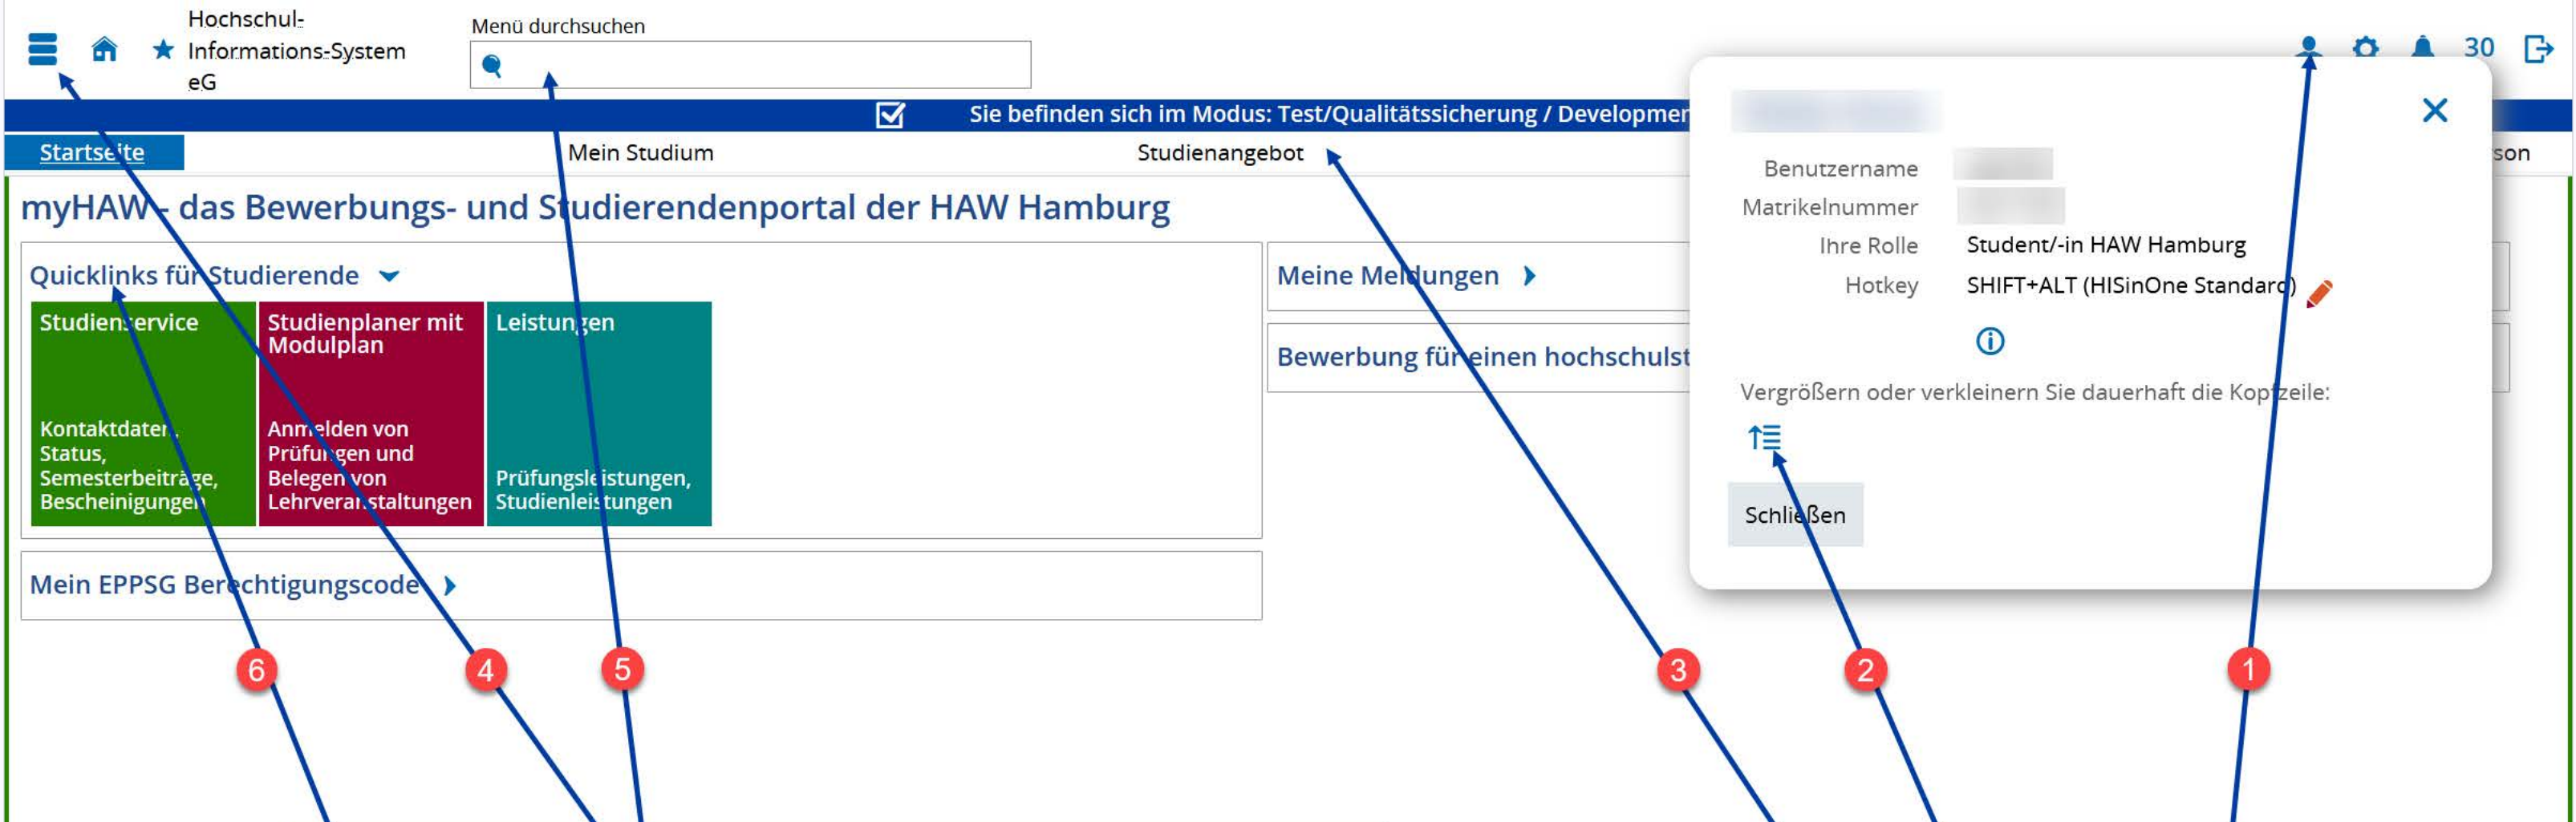 Hochschul-
Informations-System
eG
Menü durchsuchen
30
Sie befinden sich im Modus: Test/Qualitätssicherung / Developmen
Startseite
Mein Studium
Studienangebot
son
myHAW - das Bewerbungs- und Studierendenportal der HAW Hamburg
Quicklinks für Studierende
Studienservice
Kontaktdaten,
Status,
Semesterbeiträge,
Bescheinigungen
Studienplaner mit
Modulplan
Anmelden von
Prüfungen und
Belegen von
Lehrveranstaltungen
Leistungen
Prüfungsleistungen,
Studienleistungen
Mein EPPSG Berechtigungscode
Meine Meldungen
Bewerbung für einen hochschulst
Benutzername
Matrikelnummer
Ihre Rolle Student/-in HAW Hamburg
Hotkey SHIFT+ALT (HISinOne Standard)
Vergrößern oder verkleinern Sie dauerhaft die Kopfzeile:
Schließen
6
4
5
3
2
1